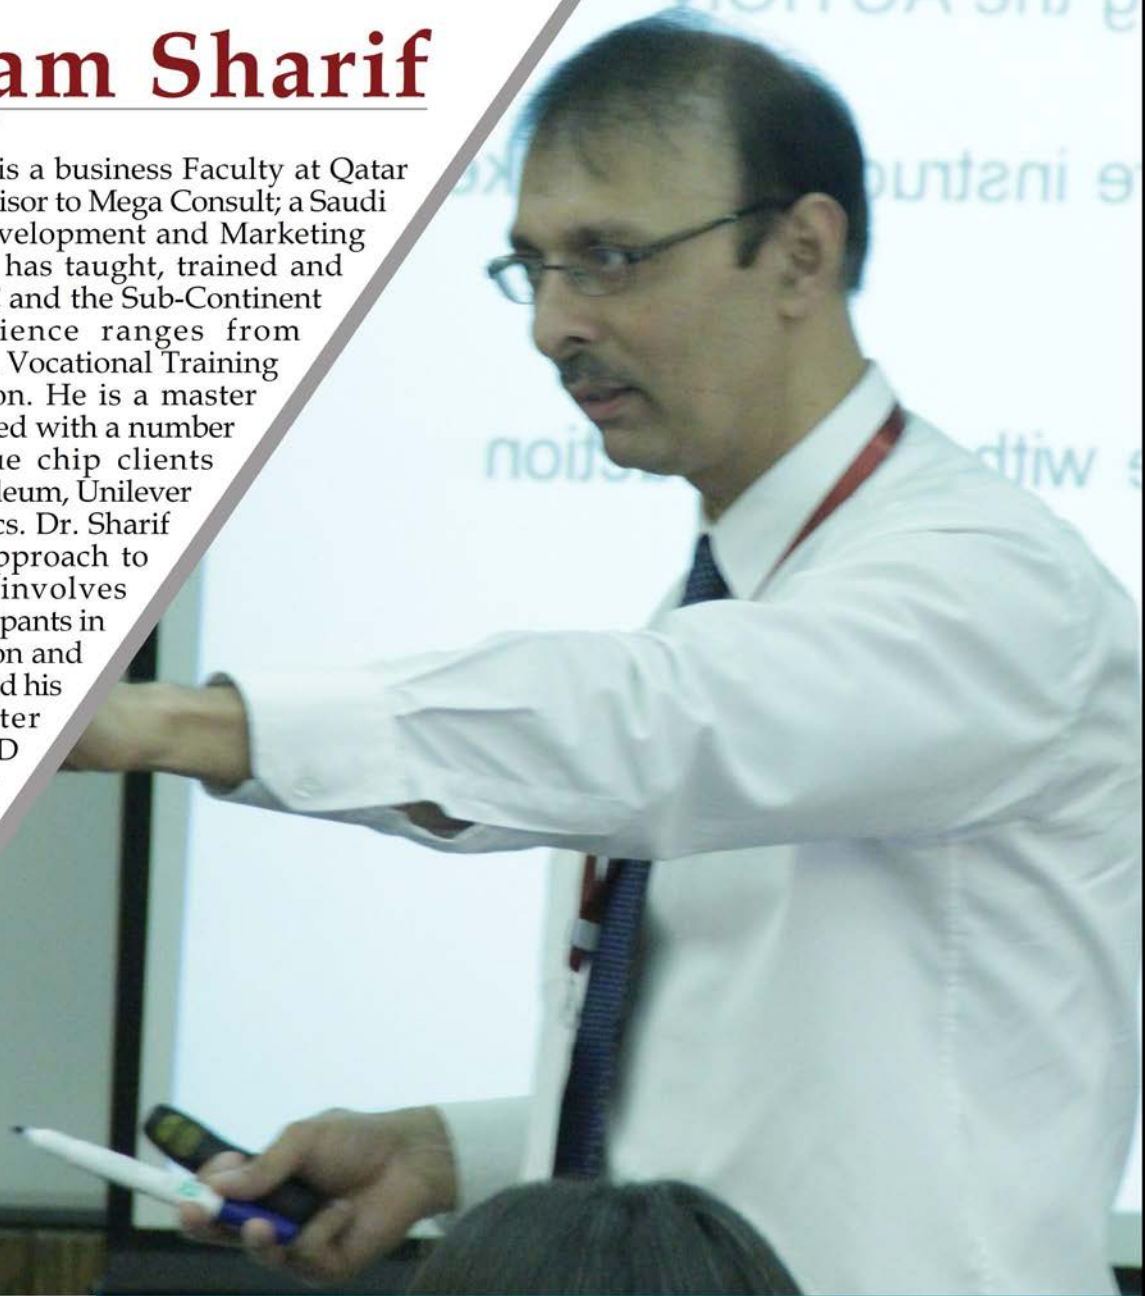 am Sharif
is a business Faculty at Qatar
isor to Mega Consult; a Saudi
velopment and Marketing
has taught, trained and
and the Sub-Continent
ience ranges from
Vocational Training
on. He is a master
ed with a number
ue chip clients
leum, Unilever
cs. Dr. Sharif
pproach to
involves
pants in
on and
d his
ter
D